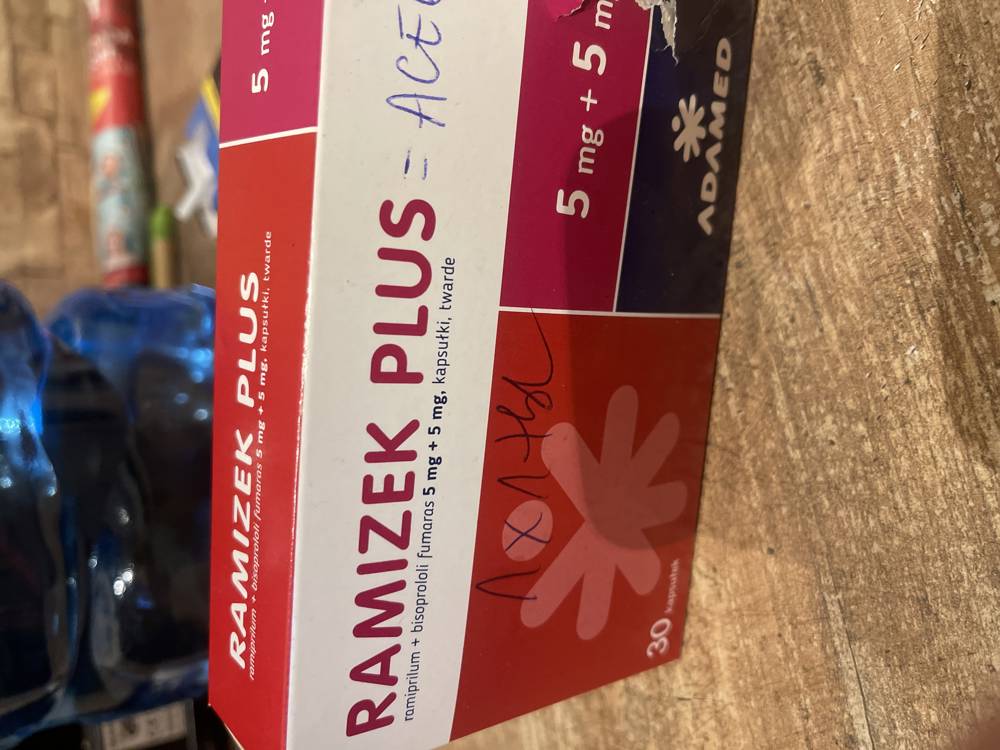 5 mg
RAMIZEK PLUS
ramiprilum + bisoprololi fumaras 5 mg + 5 mg, kapsułki, twarde
RAMIZEK PLUS = ACE
ramiprilum + bisoprololi fumaras 5 mg + 5 mg, kapsułki, twarde
5 mg + 5 m
1x1
30 kapsułek
ADAMED